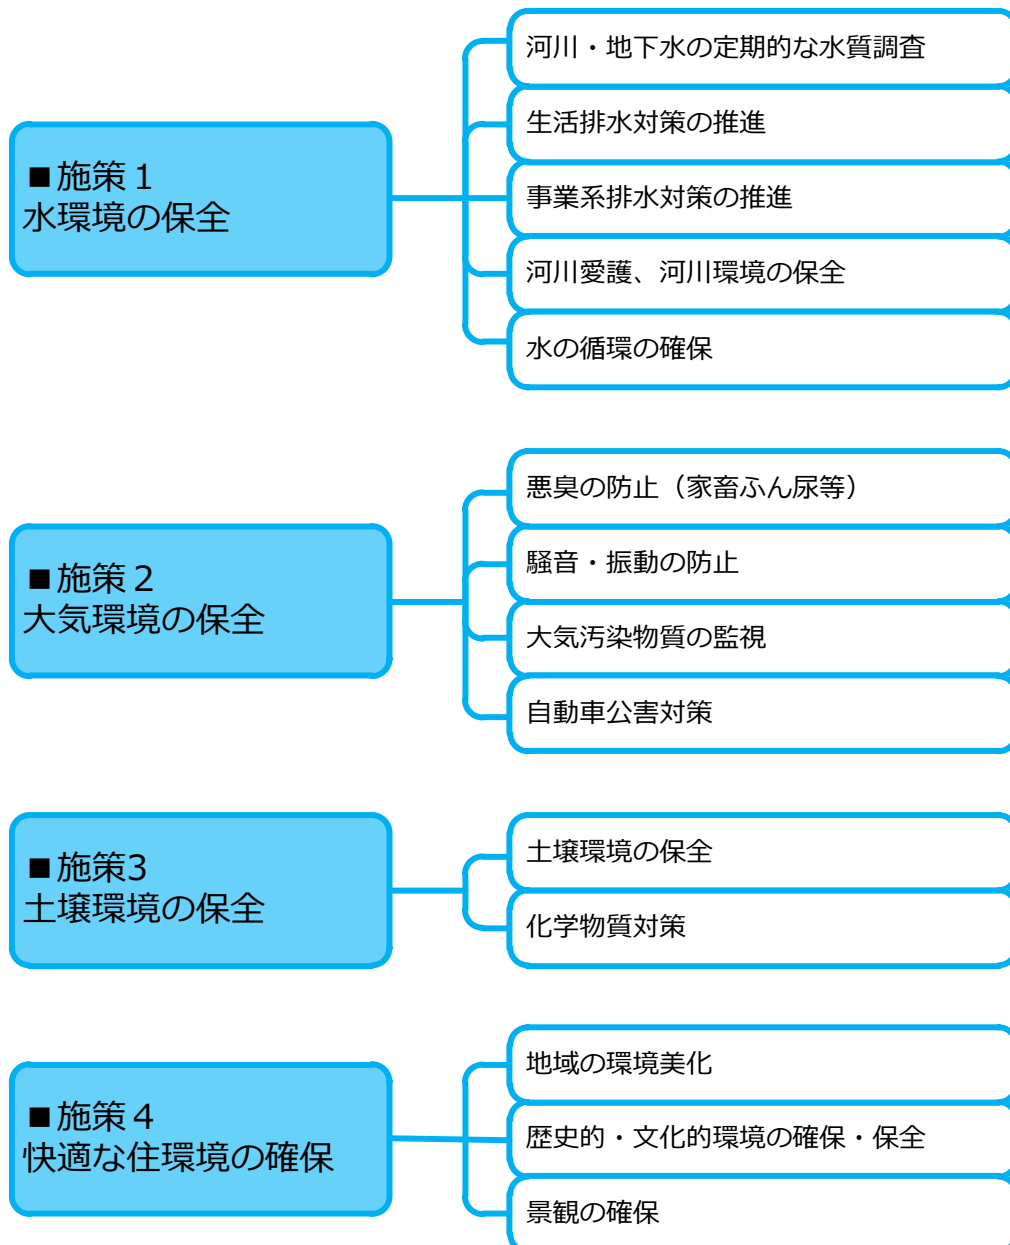 ■施策１
水環境の保全
河川・地下水の定期的な水質調査
生活排水対策の推進
事業系排水対策の推進
河川愛護、河川環境の保全
水の循環の確保
■施策２
大気環境の保全
悪臭の防止（家畜ふん尿等）
騒音・振動の防止
大気汚染物質の監視
自動車公害対策
■施策3
土壌環境の保全
土壌環境の保全
化学物質対策
■施策４
快適な住環境の確保
地域の環境美化
歴史的・文化的環境の確保・保全
景観の確保